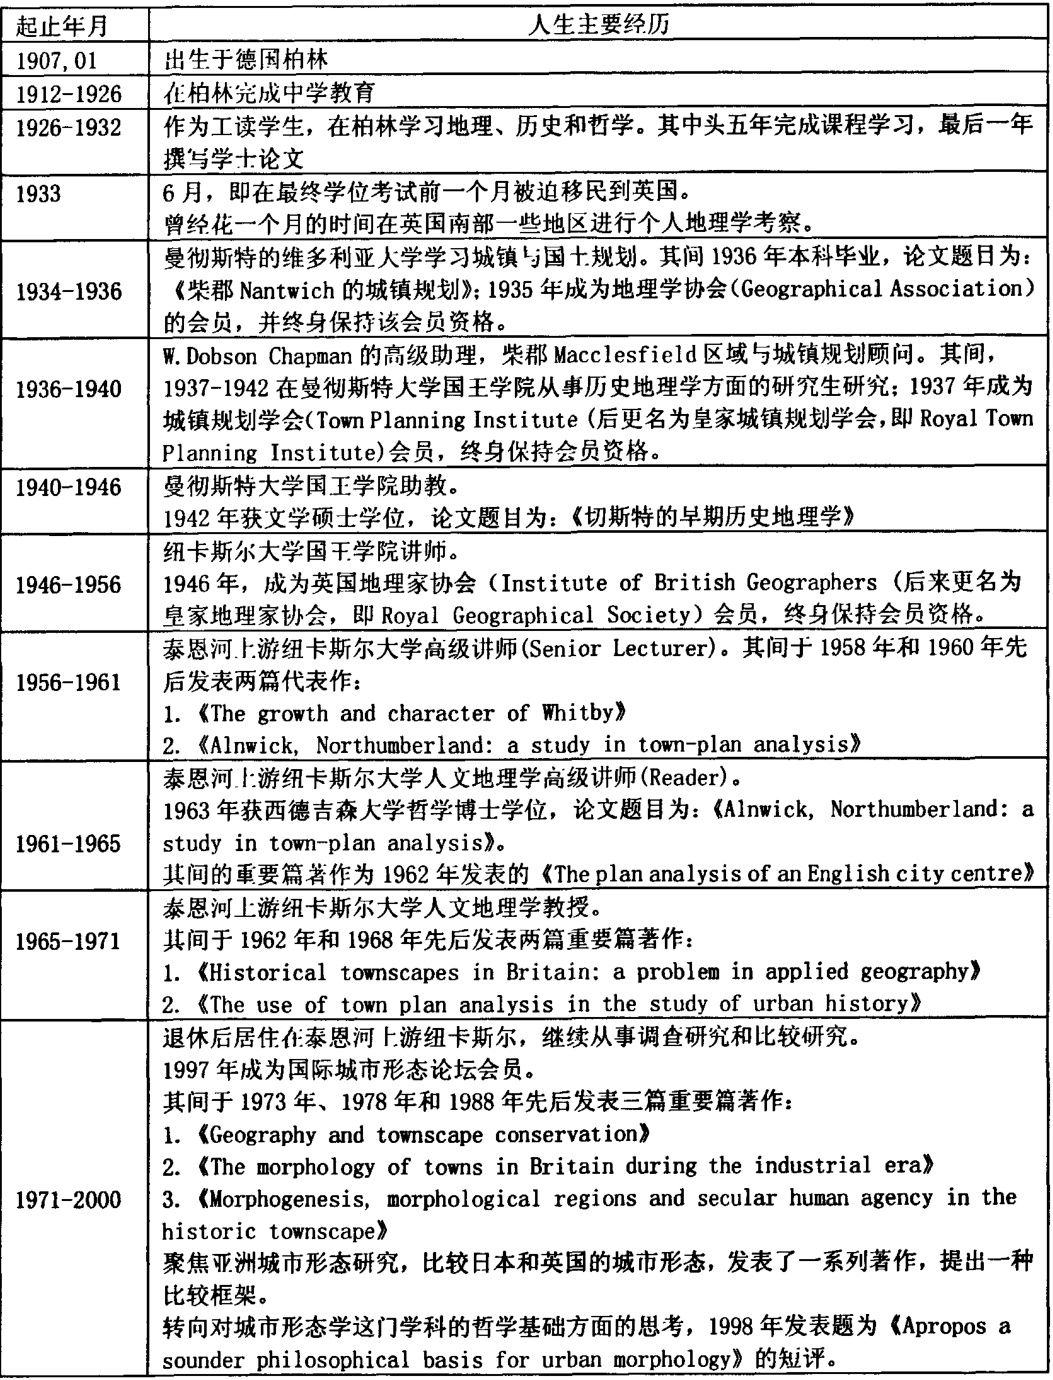 起止年月 人生主要经历
1907,01 出生于德国柏林
1912-1926 在柏林完成中学教育
1926-1932 作为工读学生，在柏林学习地理、历史和哲学。其中头五年完成课程学习，最后一年
撰写学士论文
1933 6月，即在最终学位考试前一个月被迫移民到英国。
曾经花一个月的时间在英国南部一些地区进行个人地理学考察。
曼彻斯特的维多利亚大学学习城镇与国土规划。其间1936年本科毕业，论文题目为：
1934-1936 《柴郡Nantwich的城镇规划》；1935年成为地理学协会(Geographical Association)
的会员，并终身保持该会员资格。
W.Dobson Chapman的高级助理，柴郡Macclesfield区域与城镇规划顾问。其间，
1936-1940 1937-1942在曼彻斯特大学国王学院从事历史地理学方面的研究生研究；1937年成为
城镇规划学会(Town Planning Institute (后更名为皇家城镇规划学会,即Royal Town
Planning Institute)会员，终身保持会员资格。
1940-1946 曼彻斯特大学国王学院助教。
1942年获文学硕士学位，论文题目为：《切斯特的早期历史地理学》
纽卡斯尔大学国王学院讲师。
1946-1956 1946年，成为英国地理家协会（Institute of British Geographers (后来更名为
皇家地理家协会，即Royal Geographical Society）会员，终身保持会员资格。
泰恩河上游纽卡斯尔大学高级讲师(Senior Lecturer)。其间于1958年和1960年先
1956-1961 后发表两篇代表作：
1.《The growth and character of Whitby》
2.《Alnwick, Northumberland: a study in town-plan analysis》
泰恩河上游纽卡斯尔大学人文地理学高级讲师(Reader)。
1963年获西德吉森大学哲学博士学位，论文题目为：《Alnwick, Northumberland: a
1961-1965 study in town-plan analysis》。
其间的重要篇著作为1962年发表的《The plan analysis of an English city centre》
泰恩河上游纽卡斯尔大学人文地理学教授。
1965-1971 其间于1962年和1968年先后发表两篇重要篇著作：
1.《Historical townscapes in Britain: a problem in applied geography》
2.《The use of town plan analysis in the study of urban history》
退休后居住在泰恩河上游纽卡斯尔，继续从事调查研究和比较研究。
1997年成为国际城市形态论坛会员。
其间于1973年、1978年和1988年先后发表三篇重要篇著作：
1.《Geography and townscape conservation》
2.《The morphology of towns in Britain during the industrial era》
1971-2000 3.《Morphogenesis, morphological regions and secular human agency in the
historic townscape》
聚焦亚洲城市形态研究，比较日本和英国的城市形态，发表了一系列著作，提出一种
比较框架。
转向对城市形态学这门学科的哲学基础方面的思考，1998年发表题为《Apropos a
sounder philosophical basis for urban morphology》的短评。